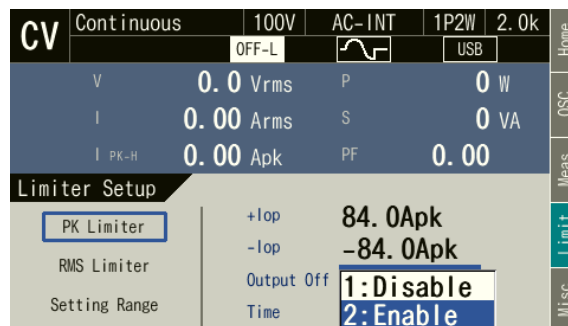 CV Continuous 100V AC-INT 1P2W 2.0k
OFF-L USB
V 0.0 Vrms P 0 W
I 0.00 Arms S 0 VA
I PK-H 0.00 Apk PF 0.00
Limiter Setup
PK Limiter
RMS Limiter
Setting Range
+Iop 84.0Apk
-Iop -84.0Apk
Output Off
Time
1:Disable
2:Enable
Home
OSC
Meas
Limit
Misc